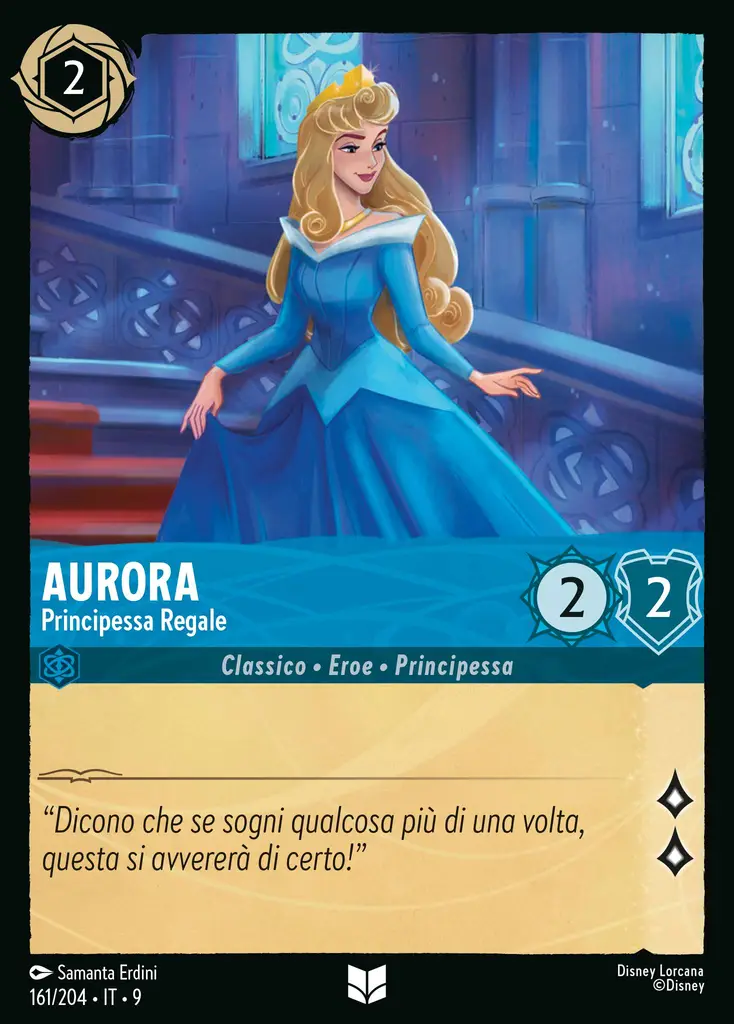 2
AURORA
Principessa Regale
2
2
Classico • Eroe • Principessa
“Dicono che se sogni qualcosa più di una volta,
questa si avvererà di certo!”
Samanta Erdini
161/204 • IT • 9
Disney Lorcana
©Disney